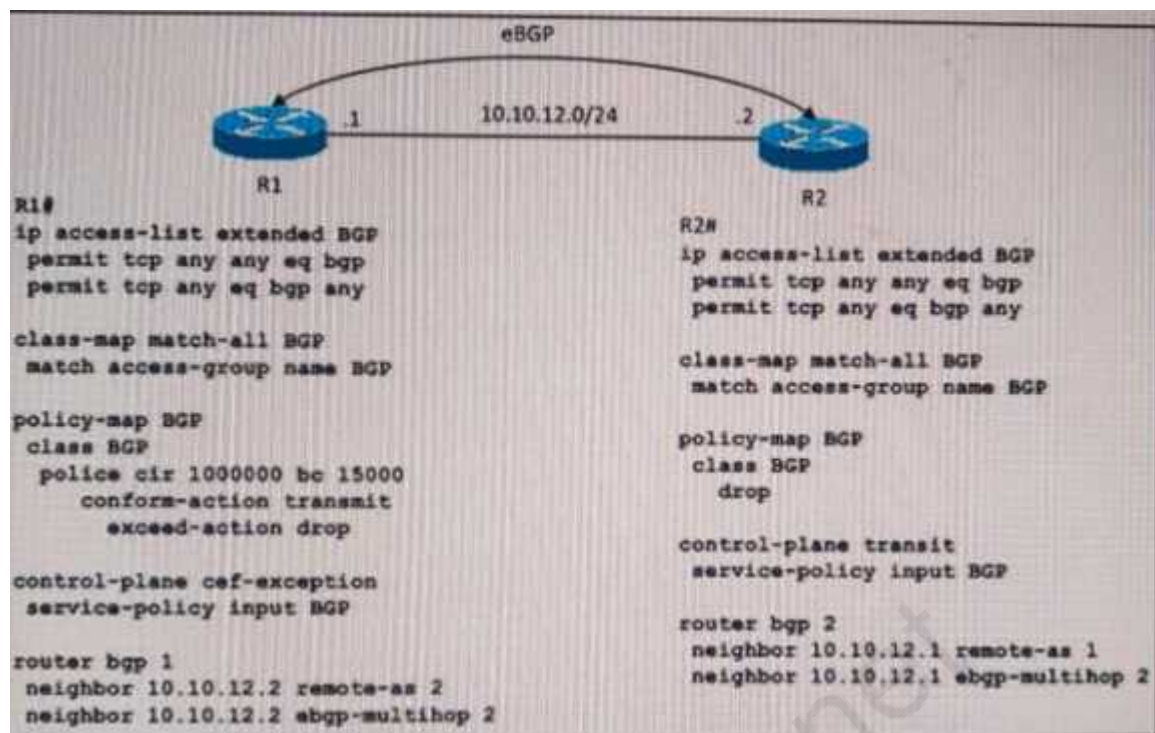 eBGP
.1
10.10.12.0/24
.2
R1
R2
R1#
ip access-list extended BGP
permit tcp any any eq bgp
permit tcp any eq bgp any
class-map match-all BGP
match access-group name BGP
policy-map BGP
class BGP
police cir 1000000 bc 15000
conform-action transmit
exceed-action drop
control-plane cef-exception
service-policy input BGP
router bgp 1
neighbor 10.10.12.2 remote-as 2
neighbor 10.10.12.2 ebgp-multihop 2
R2#
ip access-list extended BGP
permit tcp any any eq bgp
permit tcp any eq bgp any
class-map match-all BGP
match access-group name BGP
policy-map BGP
class BGP
drop
control-plane transit
service-policy input BGP
router bgp 2
neighbor 10.10.12.1 remote-as 1
neighbor 10.10.12.1 ebgp-multihop 2